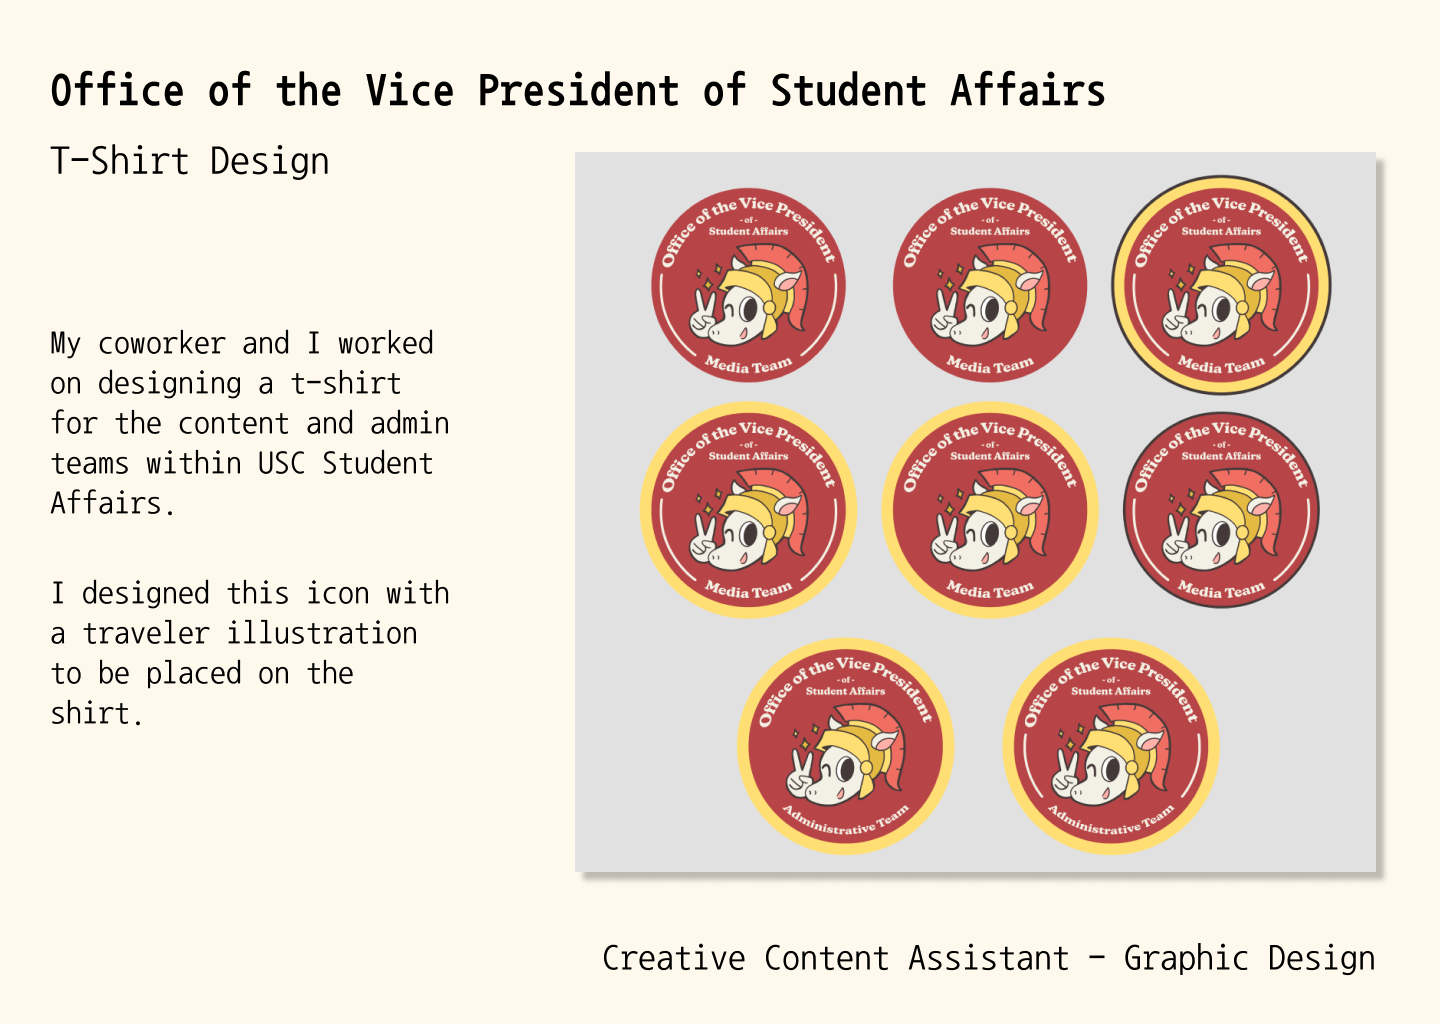 Office of the Vice President of Student Affairs
T-Shirt Design
My coworker and I worked
on designing a t-shirt
for the content and admin
teams within USC Student
Affairs.
I designed this icon with
a traveler illustration
to be placed on the
shirt.
Office of the Vice President
- of -
Student Affairs
Media Team
Office of the Vice President
- of -
Student Affairs
Media Team
Office of the Vice President
- of -
Student Affairs
Media Team
Office of the Vice President
- of -
Student Affairs
Media Team
Office of the Vice President
- of -
Student Affairs
Media Team
Office of the Vice President
- of -
Student Affairs
Media Team
Office of the Vice President
- of -
Student Affairs
Administrative Team
Office of the Vice President
- of -
Student Affairs
Administrative Team
Creative Content Assistant - Graphic Design